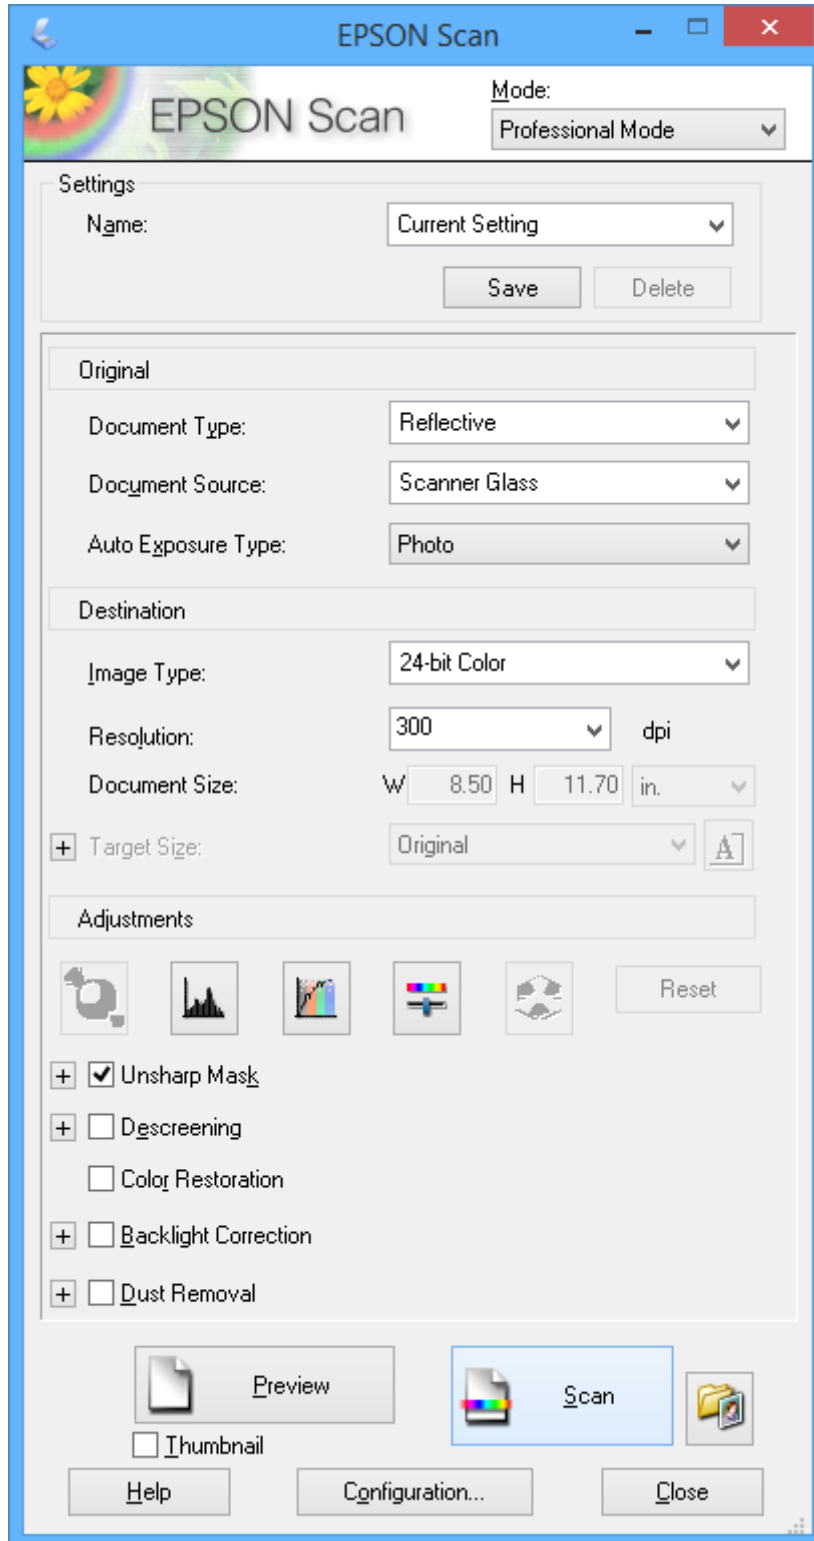 EPSON Scan
EPSON Scan
Mode:
Professional Mode
Settings
Name:
Current Setting
Save
Delete
Original
Document Type:
Reflective
Document Source:
Scanner Glass
Auto Exposure Type:
Photo
Destination
Image Type:
24-bit Color
Resolution:
300
dpi
Document Size:
W 8.50 H 11.70 in.
Target Size:
Original
A
Adjustments
Reset
Unsharp Mask
Descreening
Color Restoration
Backlight Correction
Dust Removal
Preview
Scan
Thumbnail
Help
Configuration...
Close